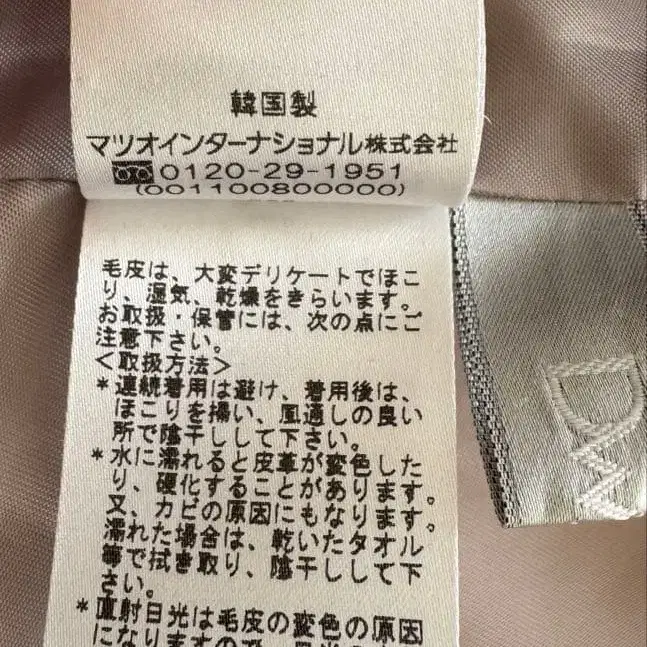 韓国製
マツオインターナショナル株式会社
0120-29-1951
(001100800000)
毛皮は、大変デリケートでほこ
り、湿気、乾燥をきらいます。
お取扱・保管には、次の点にご
注意下さい。
<取扱方法>
*連続着用は避け、着用後は、
ほこりを掃い、風通しの良い
所で陰干しして下さい。
*水に濡れると皮革が変色した
り、硬化することがあります。
又、カビの原因にもなります。
濡れた場合は、乾いたタオル
等で拭き取り、陰干しして下
さい。
*直射日光は毛皮の変色の原因
になりますので、